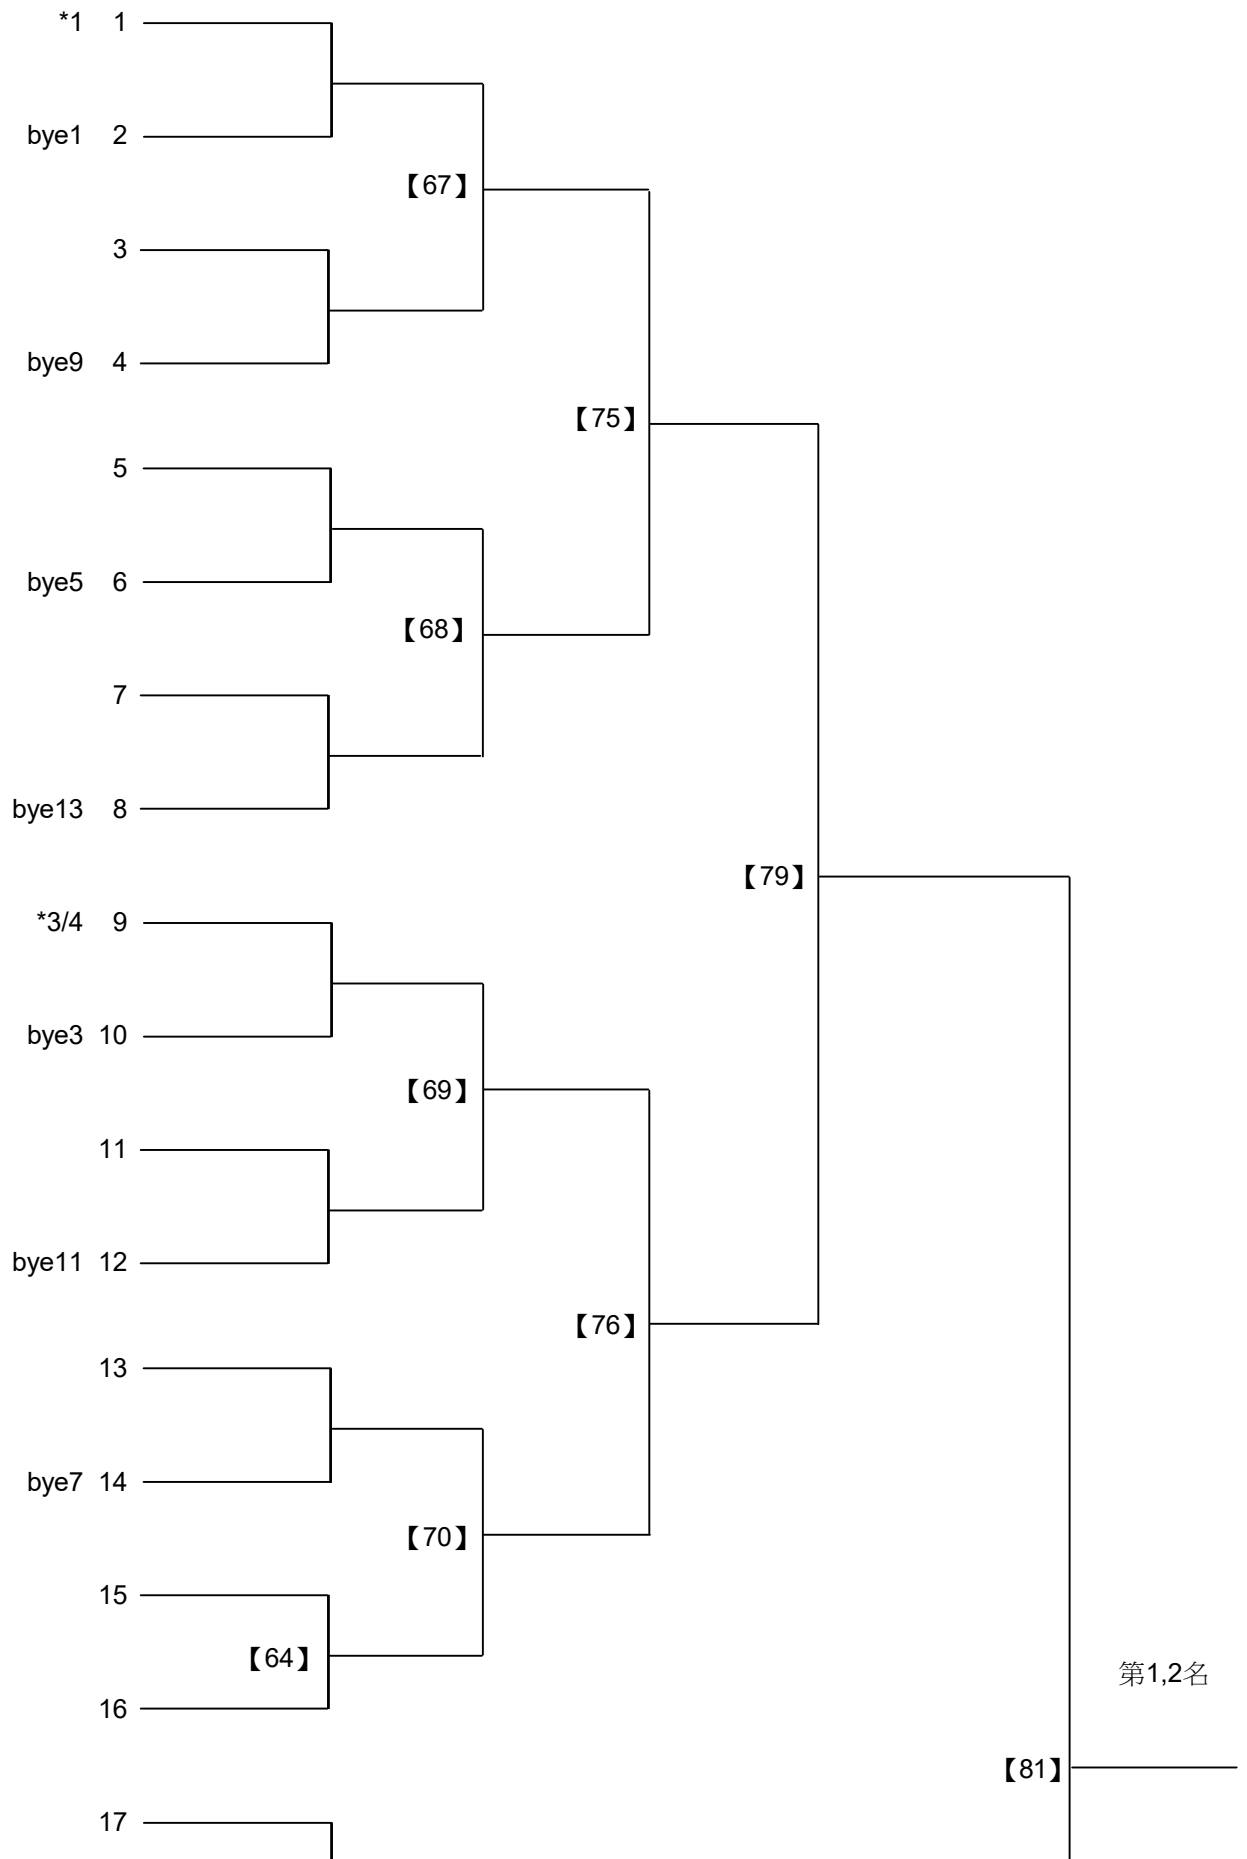 *1 1
bye1 2
【67】
3
bye9 4
【75】
5
bye5 6
【68】
7
bye13 8
【79】
*3/4 9
bye3 10
【69】
11
bye11 12
【76】
13
bye7 14
【70】
15
【64】
第1,2名
16
【81】
17